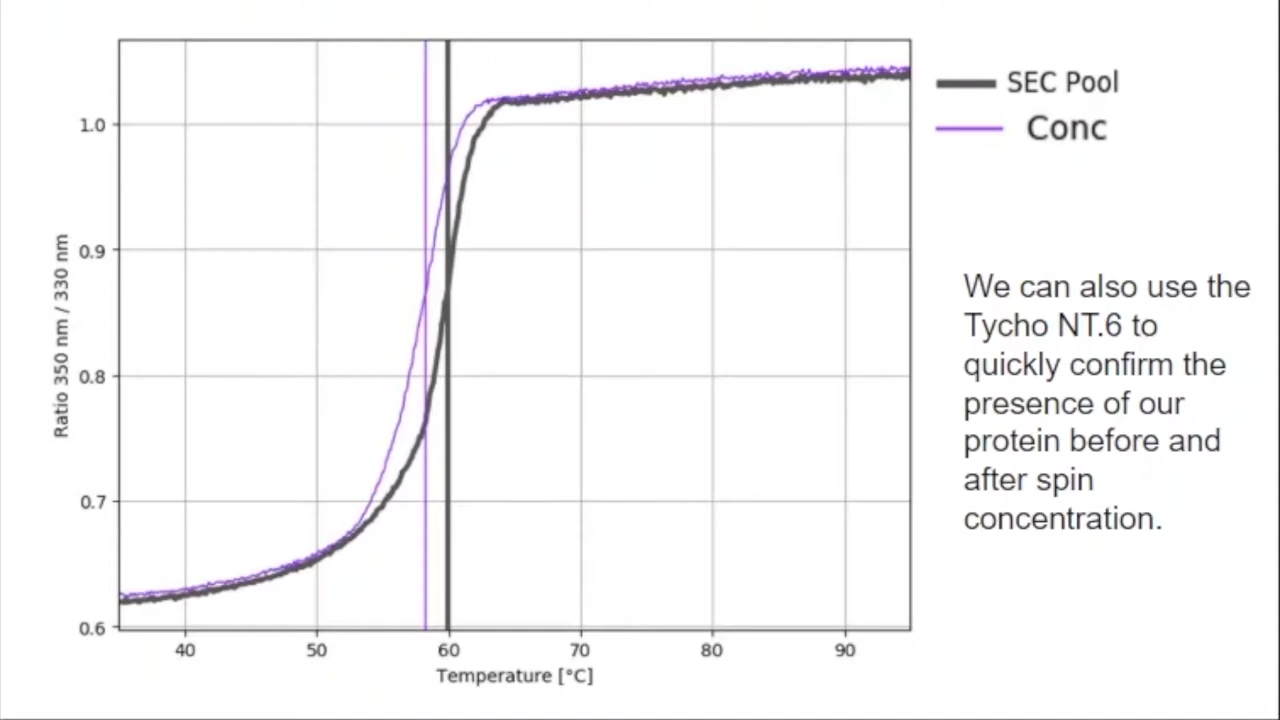 SEC Pool
Conc
1.0
0.9
0.8
0.7
0.6
Ratio 350 nm / 330 nm
40 50 60 70 80 90
Temperature [°C]
We can also use the
Tycho NT.6 to
quickly confirm the
presence of our
protein before and
after spin
concentration.